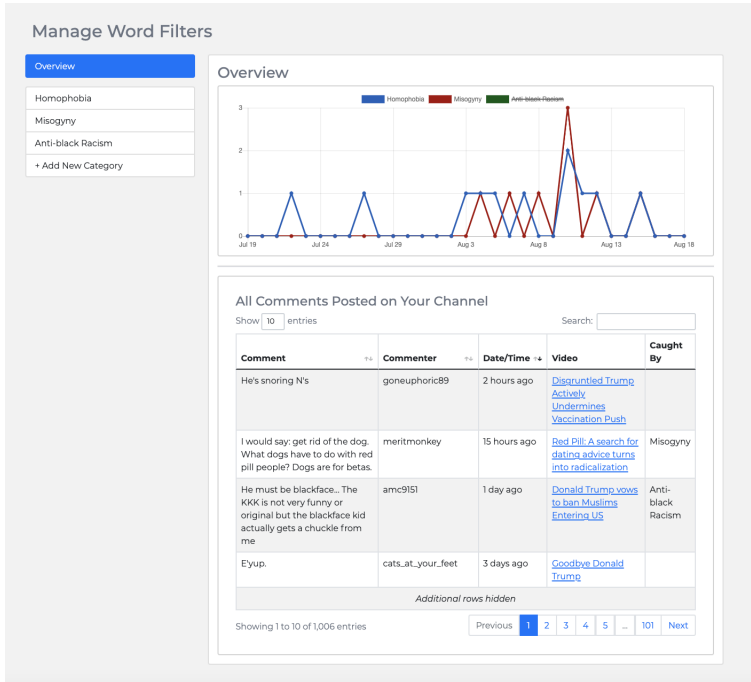 Manage Word Filters
Overview
Homophobia
Misogyny
Anti-black Racism
+ Add New Category
Overview
Homophobia Misogyny Anti-black Racism
3
2
1
0
Jul 19 Jul 24 Jul 29 Aug 3 Aug 8 Aug 13 Aug 18
All Comments Posted on Your Channel
Show 10 entries Search:
Comment Commenter Date/Time Video Caught By
He's snoring N's goneuphoric89 2 hours ago Disgruntled Trump
Actively
Undermines
Vaccination Push
I would say: get rid of the dog. meritmonkey 15 hours ago Red Pill: A search for Misogyny
What dogs have to do with red dating advice turns
pill people? Dogs are for betas. into radicalization
He must be blackface... The amc9151 1 day ago Donald Trump vows Anti-
KKK is not very funny or to ban Muslims black
original but the blackface kid Entering US Racism
actually gets a chuckle from
me
E'yup. cats_at_your_feet 3 days ago Goodbye Donald
Trump
Additional rows hidden
Showing 1 to 10 of 1,006 entries Previous 1 2 3 4 5 ... 101 Next